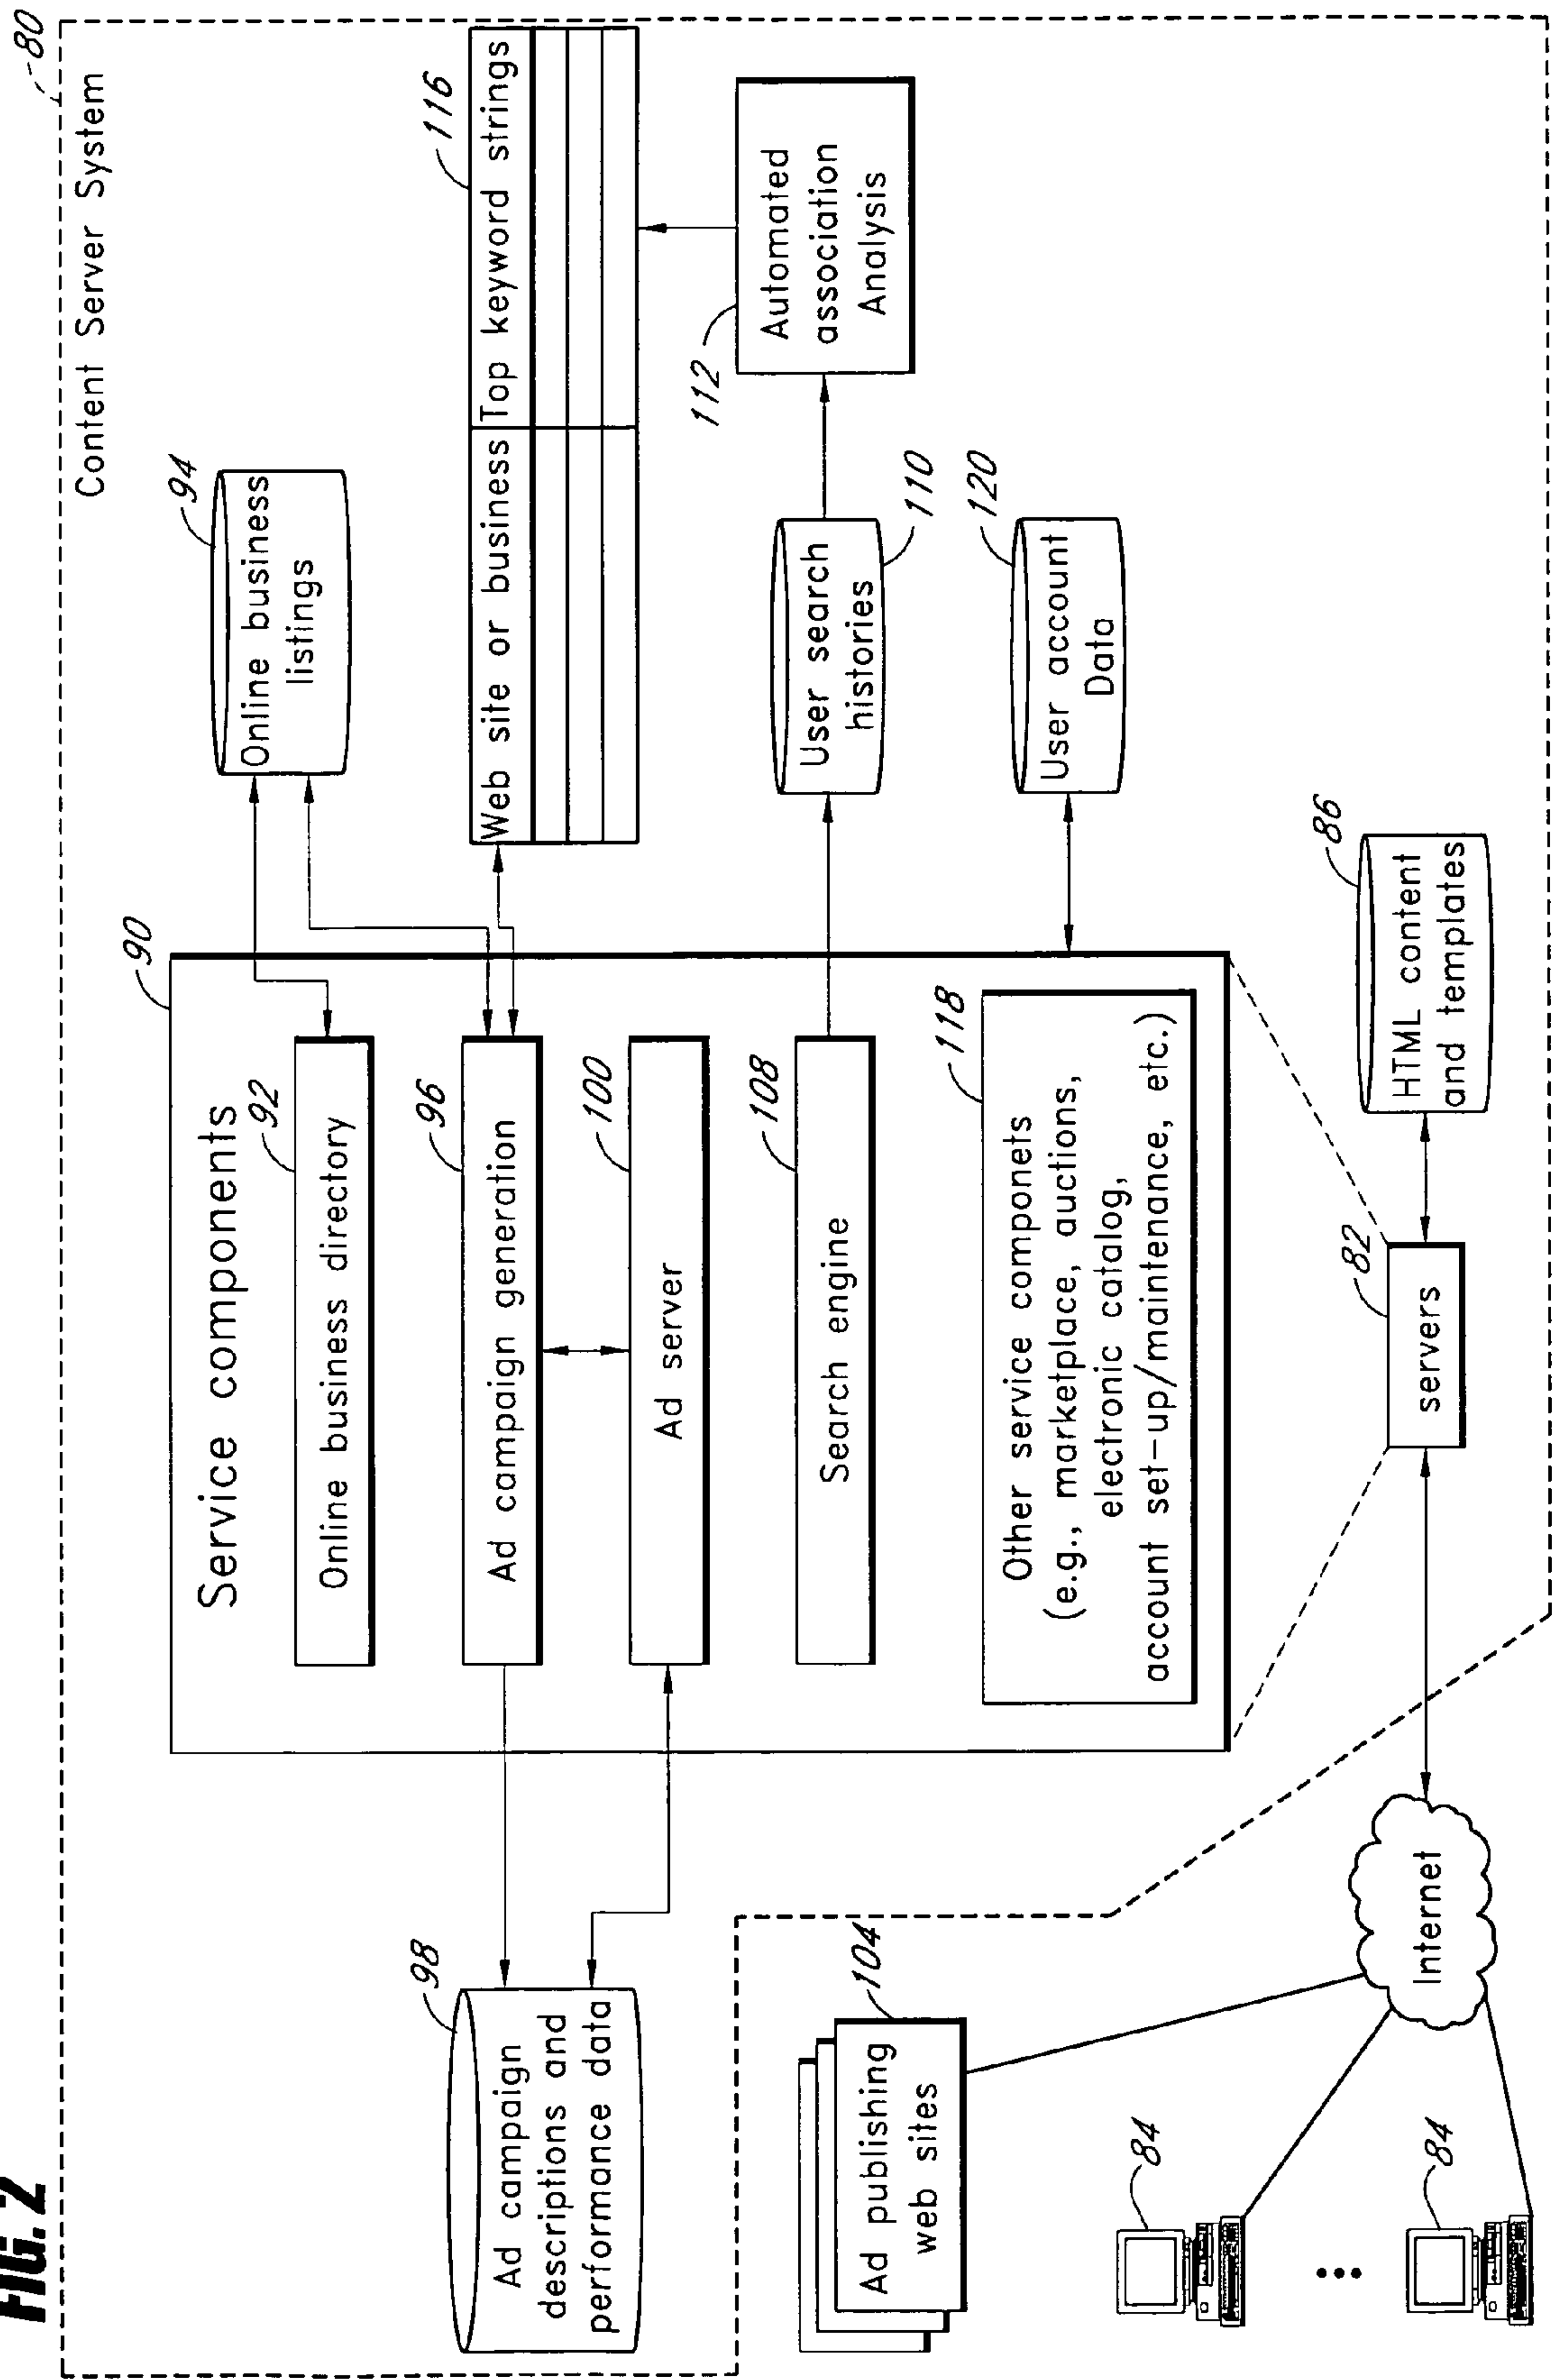 FIG. 2
80
Content Server System
94
Online business
listings
90
Service components
92
Online business directory
96
Ad campaign generation
100
Ad server
108
Search engine
118
Other service componets
(e.g., marketplace, auctions,
electronic catalog,
account set-up/maintenance, etc.)
98
Ad campaign
descriptions and
performance data
116
Web site or business Top keyword strings
112
Automated
association
Analysis
User search
histories
110
120
User account
Data
104
Ad publishing
web sites
84
84
Internet
82
servers
86
HTML content
and templates